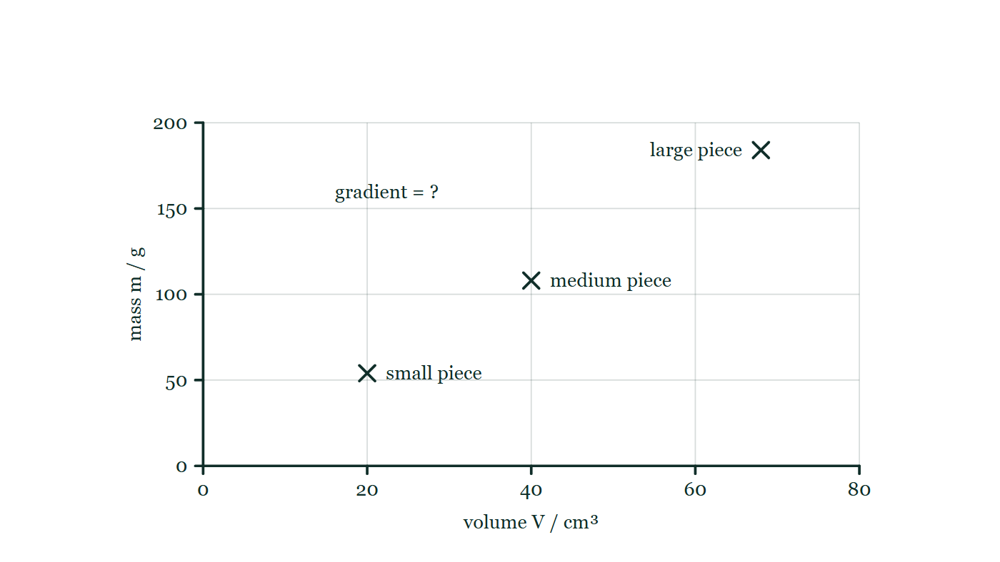 200
large piece
gradient = ?
150
mass m / g
medium piece
100
small piece
50
0
0 20 40 60 80
volume V / cm³